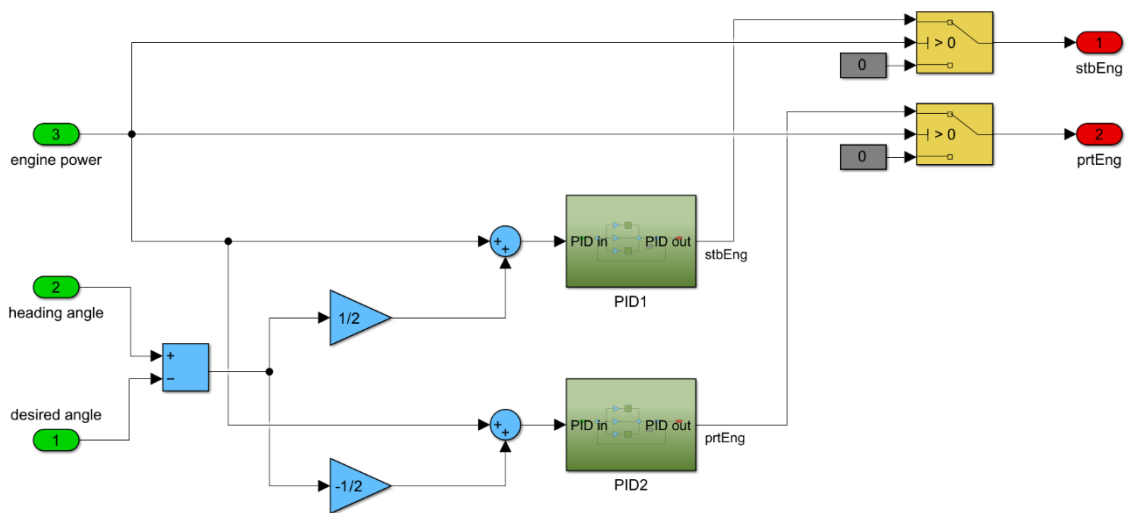 0
> 0
1
stbEng
3
engine power
0
> 0
2
prtEng
+
+
PID in
PID out
stbEng
PID1
2
heading angle
1/2
+
−
desired angle
1
+
+
PID in
PID out
prtEng
PID2
-1/2